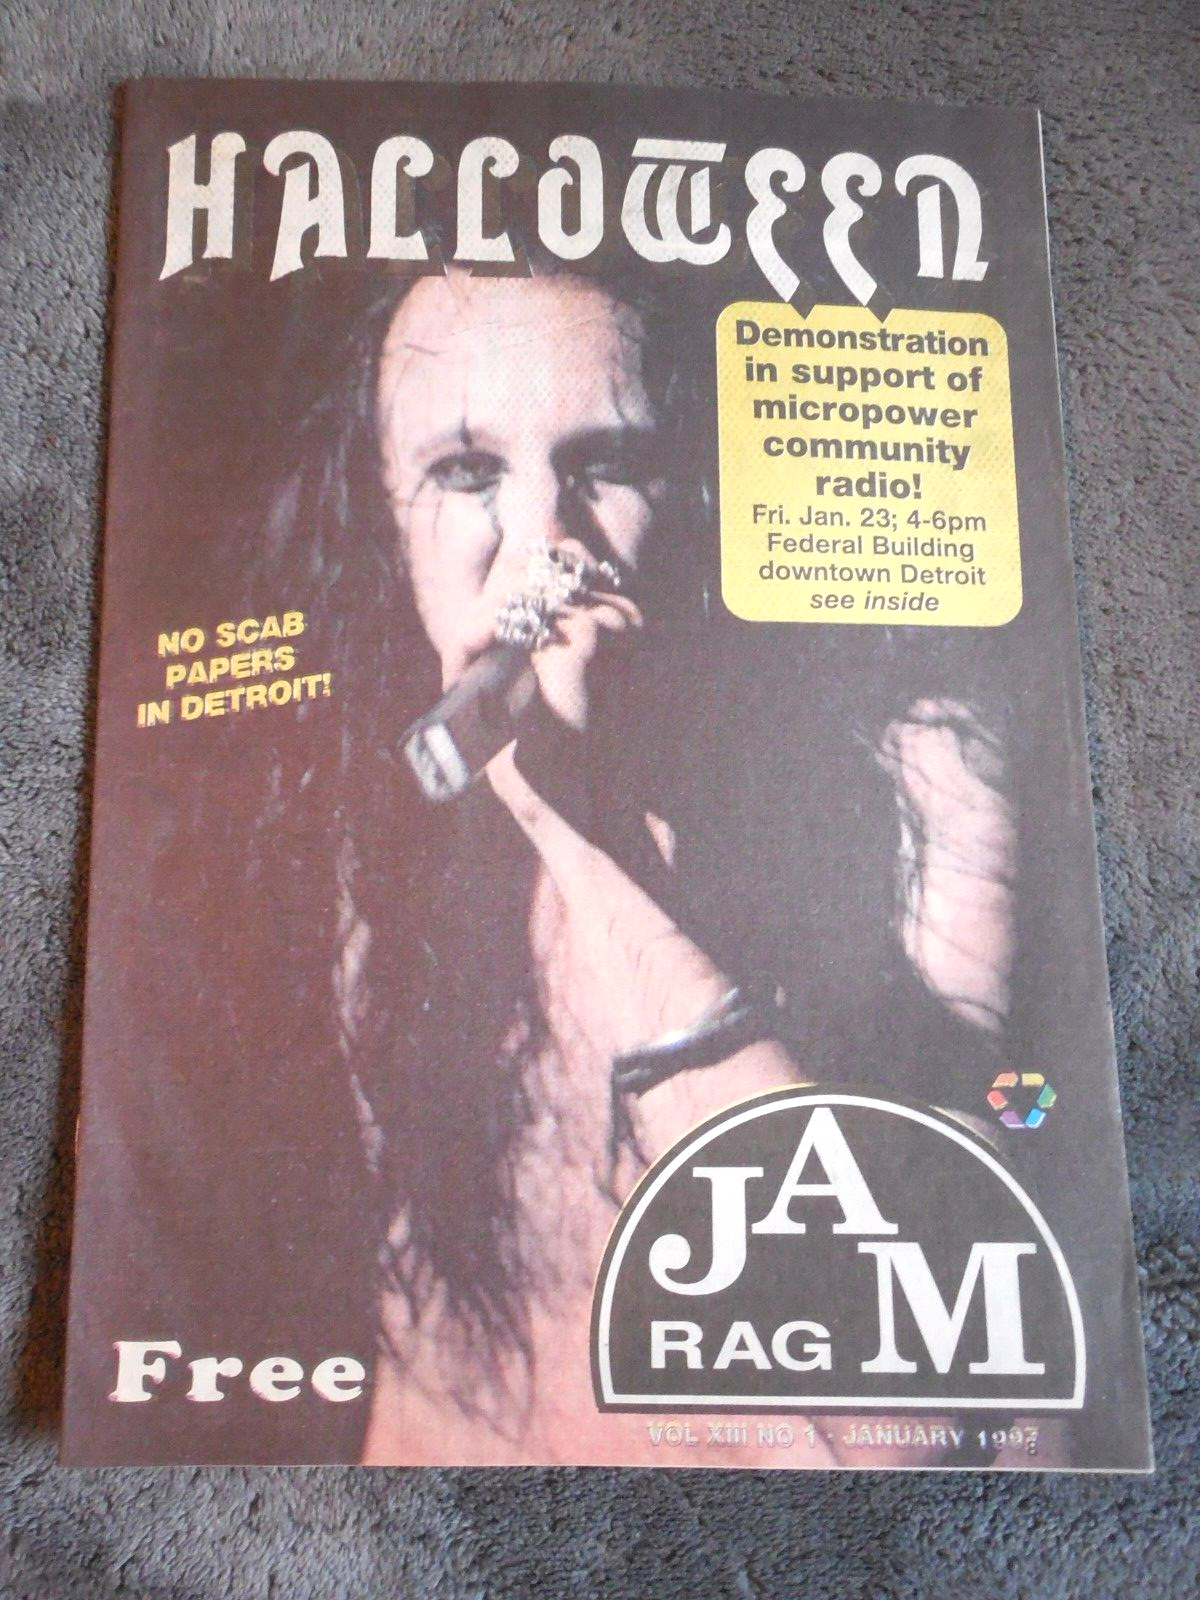 HALLOWEEN
Demonstration
in support of
micropower
community
radio!
Fri. Jan. 23; 4-6pm
Federal Building
downtown Detroit
see inside
NO SCAB
PAPERS
IN DETROIT!
JAM
RAG
Free
VOL XIII NO 1 - JANUARY